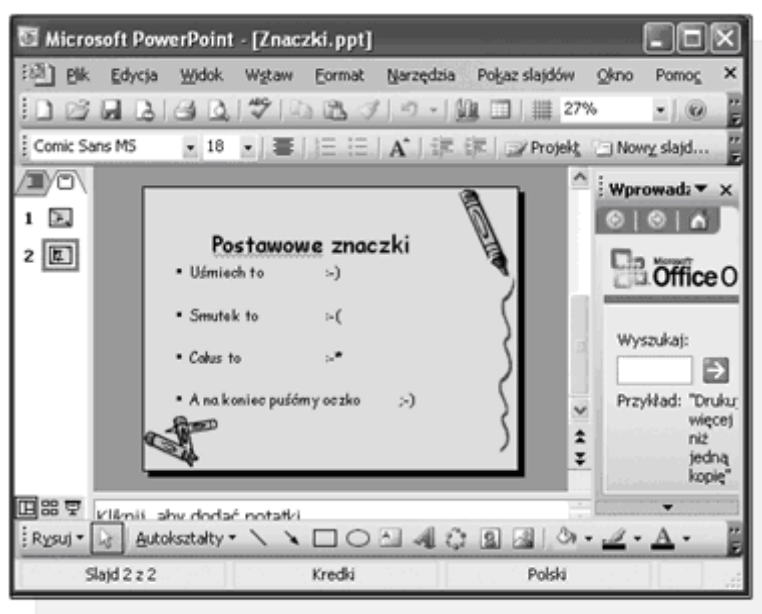 Microsoft PowerPoint - [Znaczki.ppt]
Plik Edycja Widok Wstaw Format Narzędzia Pokaz slajdów Okno Pomoc
27%
Comic Sans MS 18 A Projekt Nowy slajd...
1
2
Postawowe znaczki
▪ Uśmiech to :-)
▪ Smutek to :-(
▪ Całus to :-*
▪ A na koniec puśćmy oczko ;-)
Wprowadz
Microsoft
Office O
Wyszukaj:
Przykład: "Drukuj
więcej
niż
jedną
kopię"
Kliknij, aby dodać notatki
Rysuj Autokształty A
Slajd 2 z 2 Kredki Polski